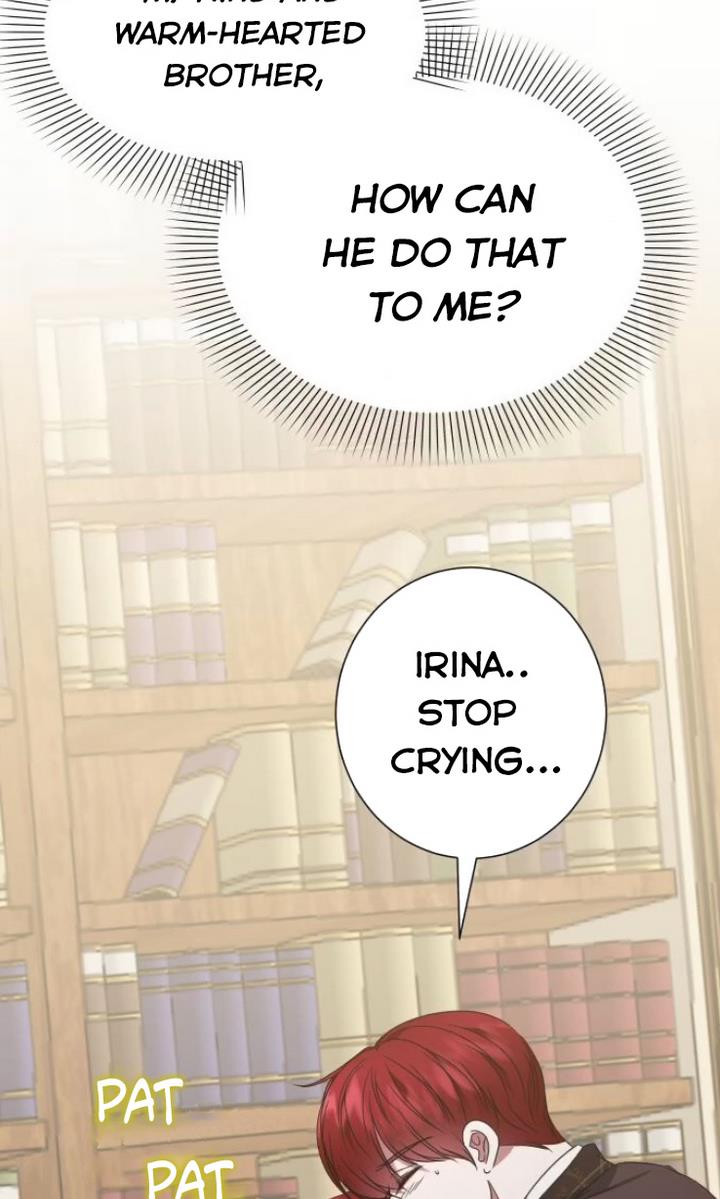 WARM-HEARTED
BROTHER,
HOW CAN
HE DO THAT
TO ME?
IRINA..
STOP
CRYING...
PAT
PAT